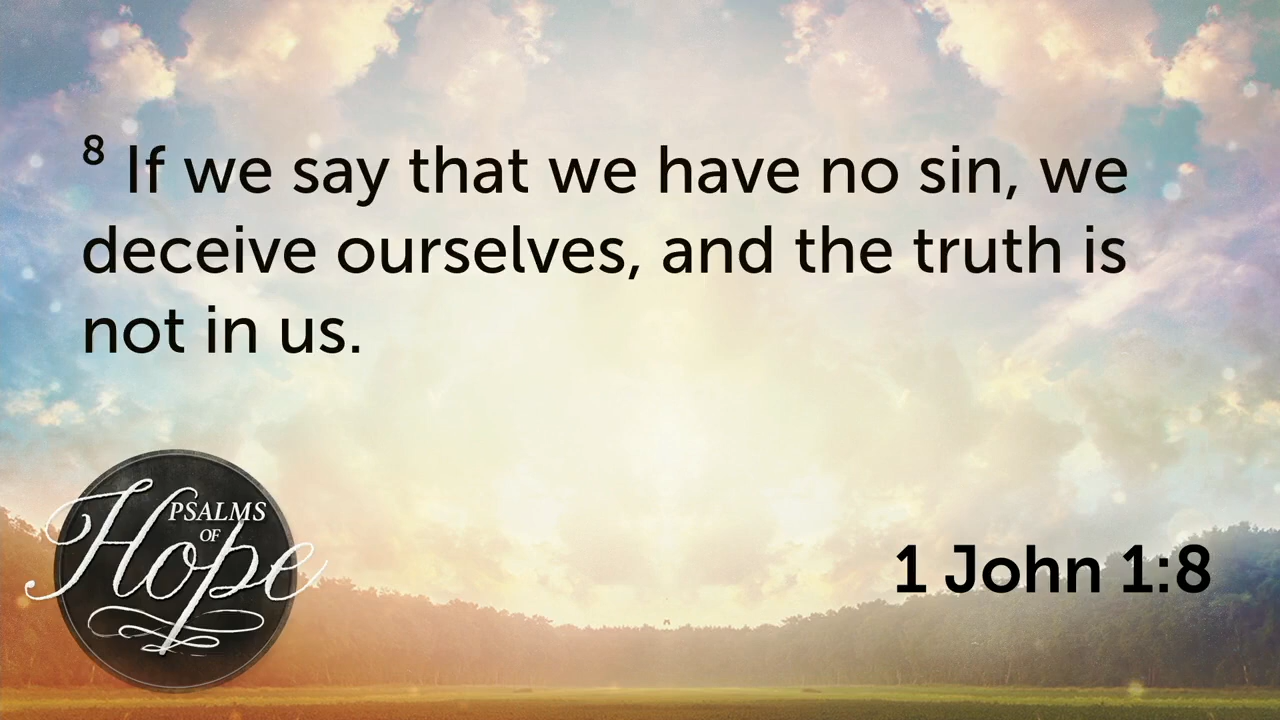 8 If we say that we have no sin, we
deceive ourselves, and the truth is
not in us.
PSALMS
OF
Hope
1 John 1:8